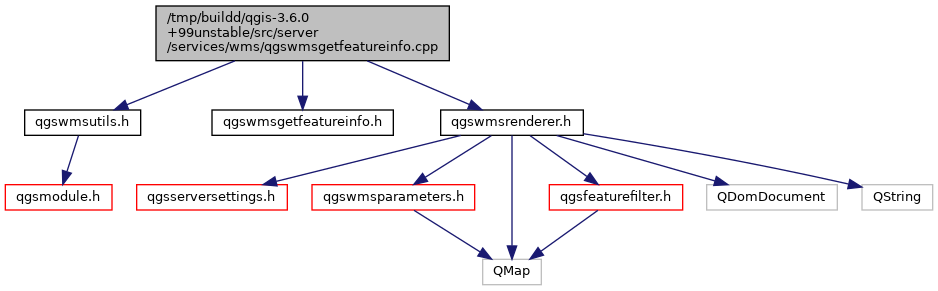 /tmp/buildd/qgis-3.6.0
+99unstable/src/server
/services/wms/qgswmsgetfeatureinfo.cpp
qgswmsutils.h
qgswmsgetfeatureinfo.h
qgswmsrenderer.h
qgsmodule.h
qgsserversettings.h
qgswmsparameters.h
qgsfeaturefilter.h
QDomDocument
QString
QMap